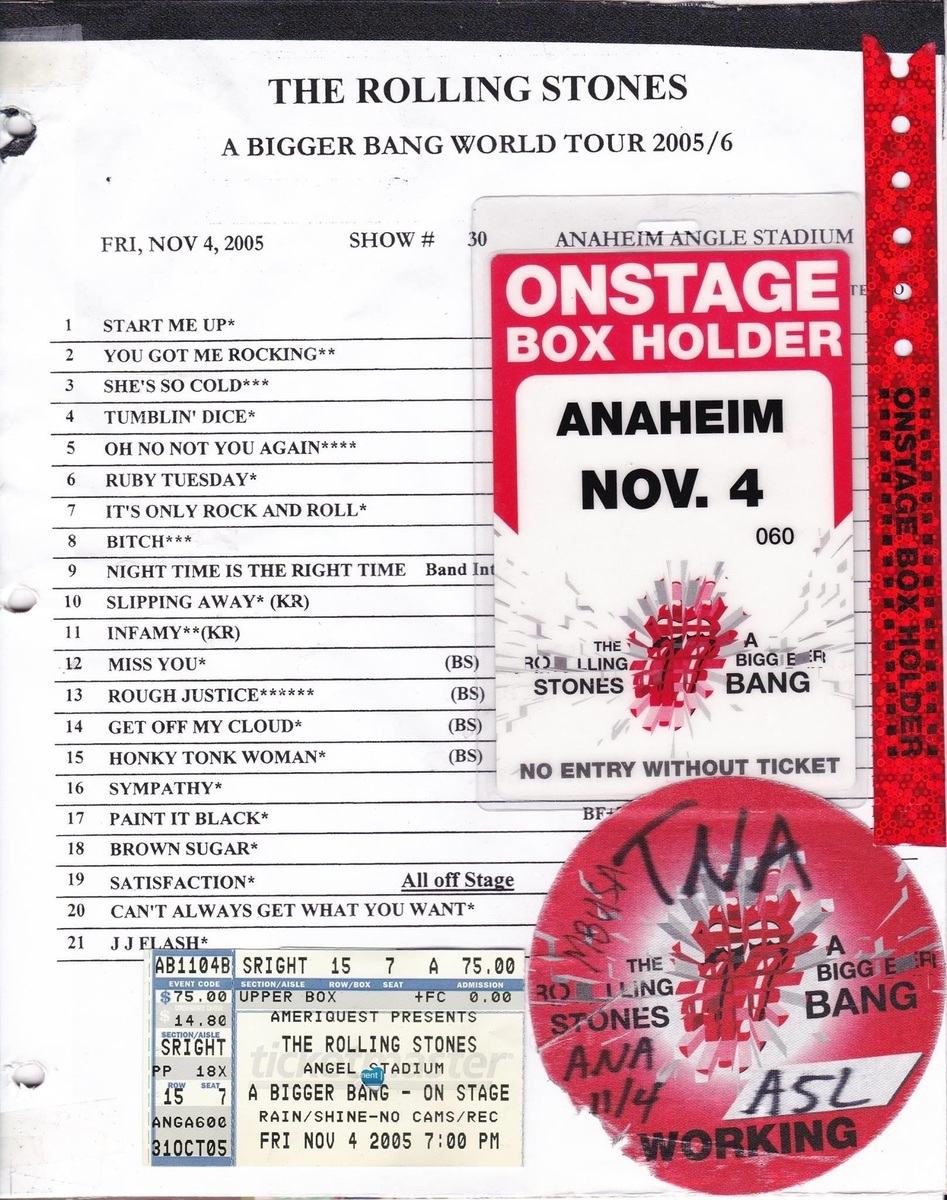 THE ROLLING STONES
A BIGGER BANG WORLD TOUR 2005/6
FRI, NOV 4, 2005 SHOW # 30 ANAHEIM ANGLE STADIUM
1 START ME UP*
2 YOU GOT ME ROCKING**
3 SHE'S SO COLD***
4 TUMBLIN' DICE*
5 OH NO NOT YOU AGAIN****
6 RUBY TUESDAY*
7 IT'S ONLY ROCK AND ROLL*
8 BITCH***
9 NIGHT TIME IS THE RIGHT TIME Band Int
10 SLIPPING AWAY* (KR)
11 INFAMY**(KR)
12 MISS YOU* (BS)
13 ROUGH JUSTICE****** (BS)
14 GET OFF MY CLOUD* (BS)
15 HONKY TONK WOMAN* (BS)
16 SYMPATHY*
17 PAINT IT BLACK*
18 BROWN SUGAR*
19 SATISFACTION* All off Stage
20 CAN'T ALWAYS GET WHAT YOU WANT*
21 J J FLASH*
ONSTAGE
BOX HOLDER
ANAHEIM
NOV. 4
060
THE
ROLLING
STONES
A
BIGGER
BANG
NO ENTRY WITHOUT TICKET
ONSTAGE BOX HOLDER
TNA
MBUSA
THE
ROLLING
STONES
A
BIGGER
BANG
ANA
11/4
ASL
WORKING
AB1104B SRIGHT 15 7 A 75.00
EVENT CODE SECTION/AISLE ROW/BOX SEAT ADMISSION
$75.00 UPPER BOX +FC 0.00
$ 14.80
SECTION/AISLE
SRIGHT
PP 18X
ROW SEAT
15 7
ANGA600
31OCT05
AMERIQUEST PRESENTS
THE ROLLING STONES
ticketmaster
ANGEL STADIUM
A BIGGER BANG - ON STAGE
RAIN/SHINE-NO CAMS/REC
FRI NOV 4 2005 7:00 PM